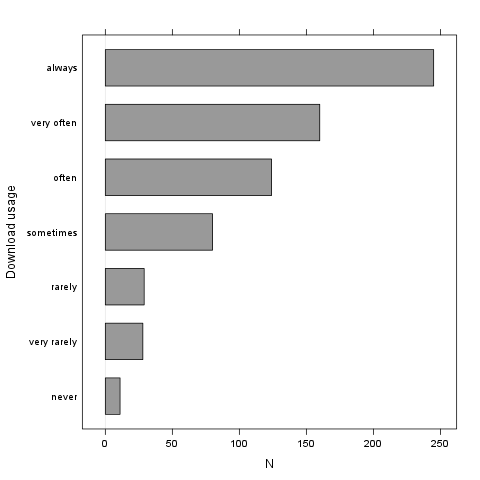 Download usage
always
very often
often
sometimes
rarely
very rarely
never
0 50 100 150 200 250
N